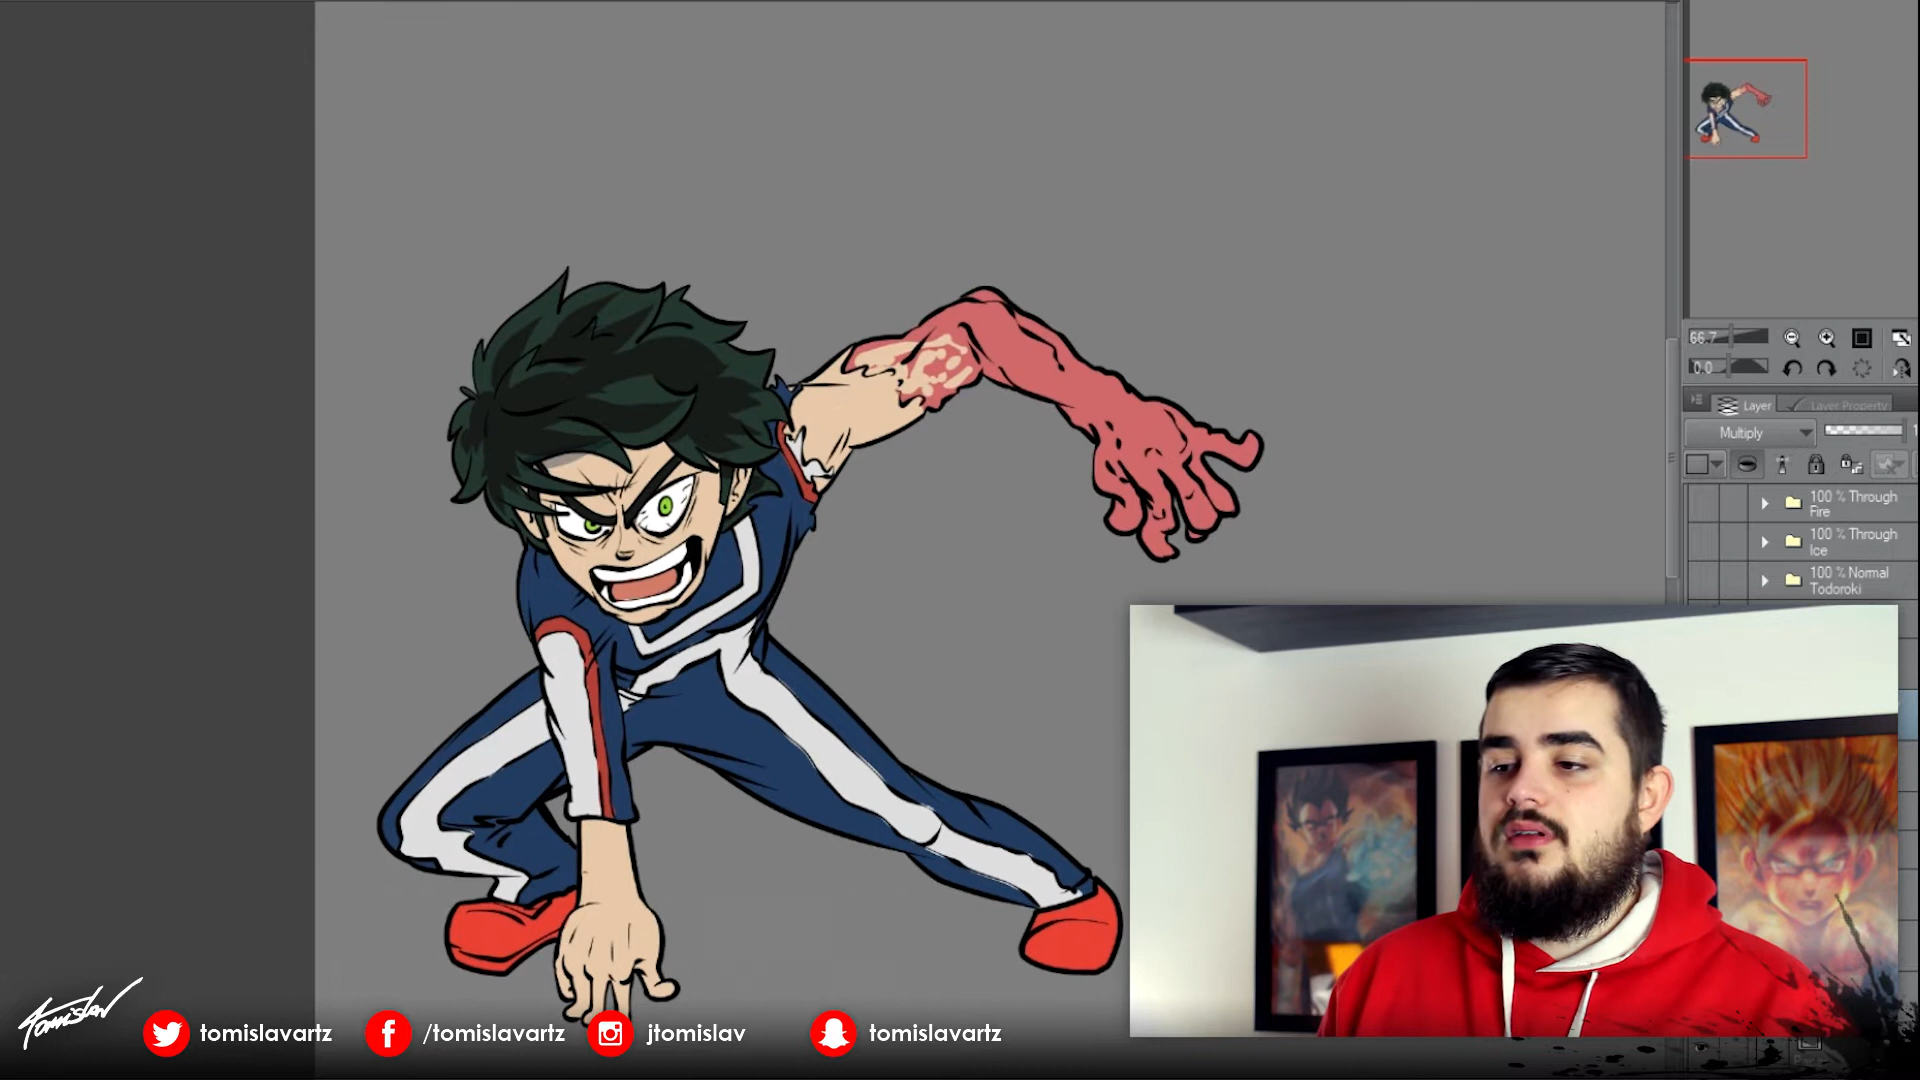 66.7
0.0
Layer
Layer Property
Multiply
100 % Through
Fire
100 % Through
Ice
100 % Normal
Todoroki
Tomislav
tomislavartz
/tomislavartz
jtomislav
tomislavartz